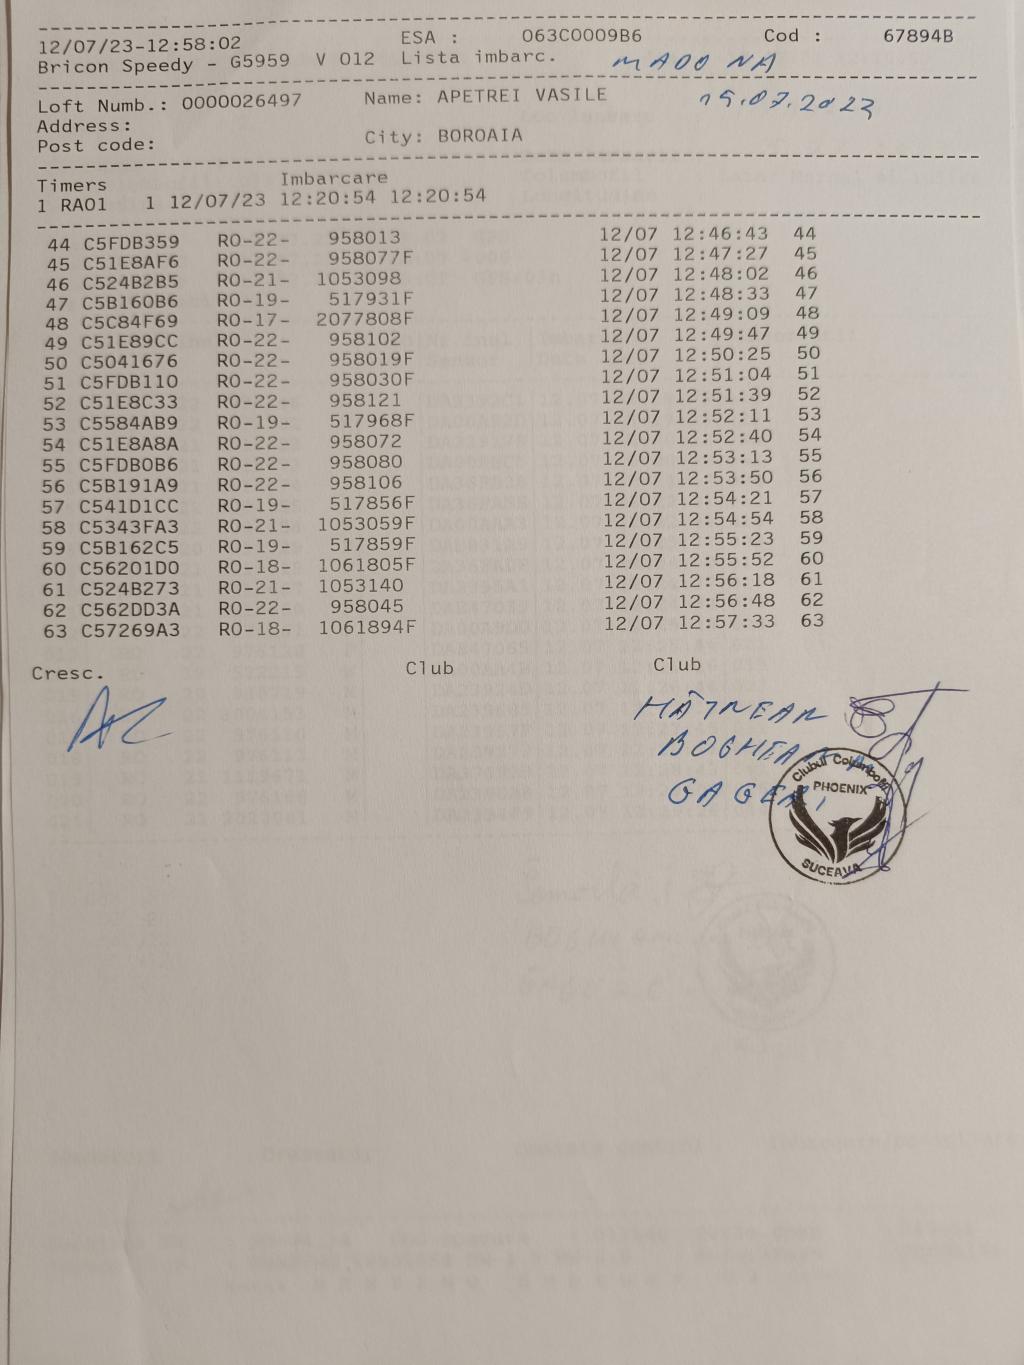 12/07/23-12:58:02 ESA : 063C0009B6 Cod : 67894B
Bricon Speedy - G5959 V 012 Lista imbarc. MADONA
Loft Numb.: 0000026497 Name: APETREI VASILE 15.07.2023
Address:
Post code: City: BOROAIA
Timers Imbarcare
1 RA01 1 12/07/23 12:20:54 12:20:54
44 C5FDB359 RO-22- 958013 12/07 12:46:43 44
45 C51E8AF6 RO-22- 958077F 12/07 12:47:27 45
46 C524B2B5 RO-21- 1053098 12/07 12:48:02 46
47 C5B160B6 RO-19- 517931F 12/07 12:48:33 47
48 C5C84F69 RO-17- 2077808F 12/07 12:49:09 48
49 C51E89CC RO-22- 958102 12/07 12:49:47 49
50 C5041676 RO-22- 958019F 12/07 12:50:25 50
51 C5FDB110 RO-22- 958030F 12/07 12:51:04 51
52 C51E8C33 RO-22- 958121 12/07 12:51:39 52
53 C5584AB9 RO-19- 517968F 12/07 12:52:11 53
54 C51E8A8A RO-22- 958072 12/07 12:52:40 54
55 C5FDB0B6 RO-22- 958080 12/07 12:53:13 55
56 C5B191A9 RO-22- 958106 12/07 12:53:50 56
57 C541D1CC RO-19- 517856F 12/07 12:54:21 57
58 C5343FA3 RO-21- 1053059F 12/07 12:54:54 58
59 C5B162C5 RO-19- 517859F 12/07 12:55:23 59
60 C56201D0 RO-18- 1061805F 12/07 12:55:52 60
61 C524B273 RO-21- 1053140 12/07 12:56:18 61
62 C562DD3A RO-22- 958045 12/07 12:56:48 62
63 C57269A3 RO-18- 1061894F 12/07 12:57:33 63
Cresc. Club Club
PHOENIX
SUCEAVA